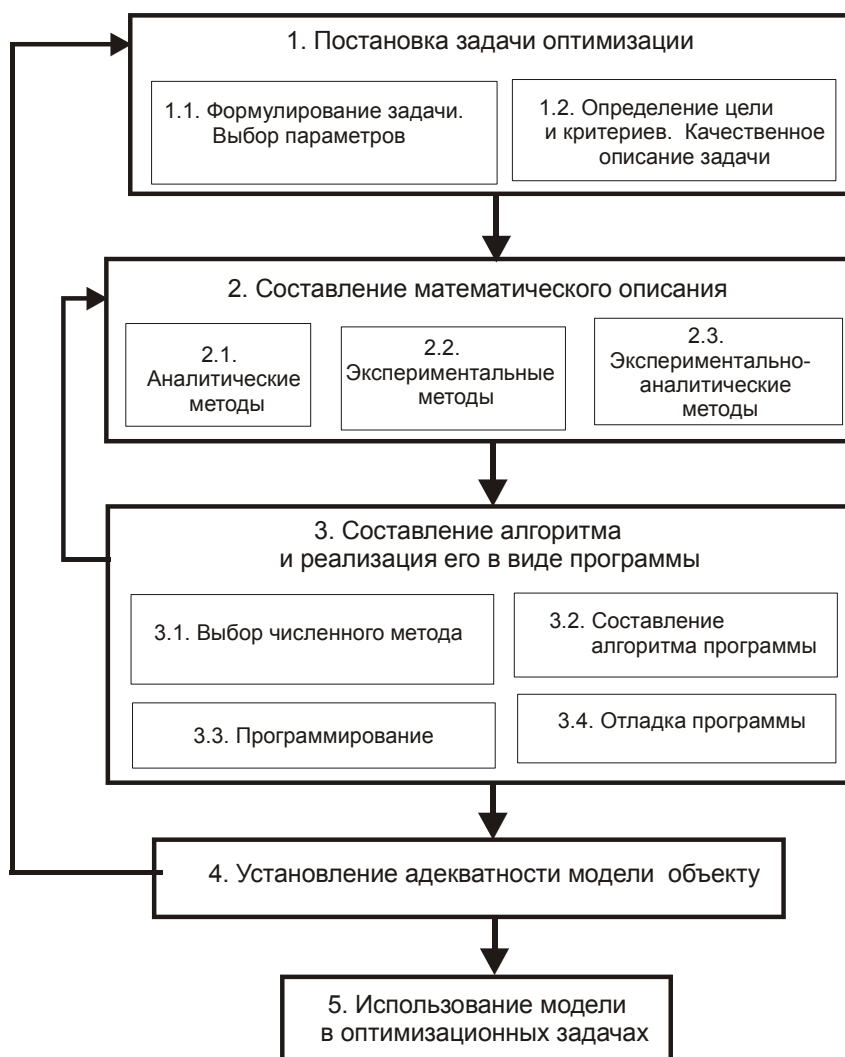 1. Постановка задачи оптимизации
1.1. Формулирование задачи.
Выбор параметров
1.2. Определение цели
и критериев. Качественное
описание задачи
2. Составление математического описания
2.1.
Аналитические
методы
2.2.
Экспериментальные
методы
2.3.
Экспериментально-
аналитические
методы
3. Составление алгоритма
и реализация его в виде программы
3.1. Выбор численного метода
3.2. Составление
алгоритма программы
3.3. Программирование
3.4. Отладка программы
4. Установление адекватности модели объекту
5. Использование модели
в оптимизационных задачах